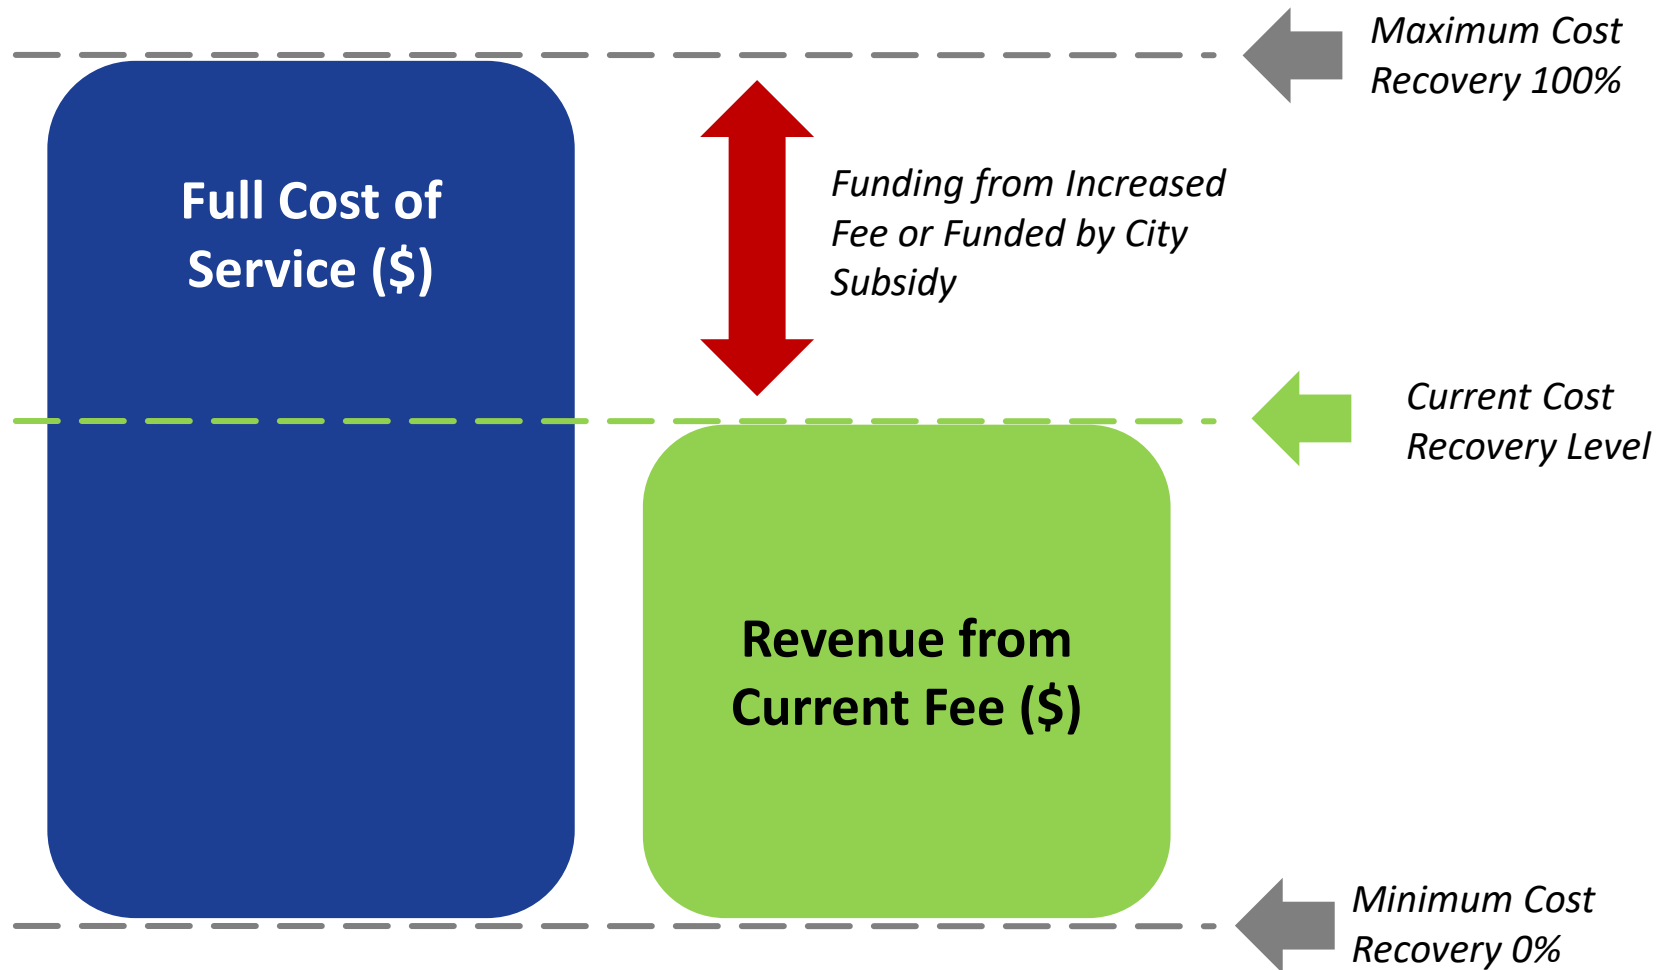 Maximum Cost
Recovery 100%
Full Cost of
Service ($)
Funding from Increased
Fee or Funded by City
Subsidy
Current Cost
Recovery Level
Revenue from
Current Fee ($)
Minimum Cost
Recovery 0%